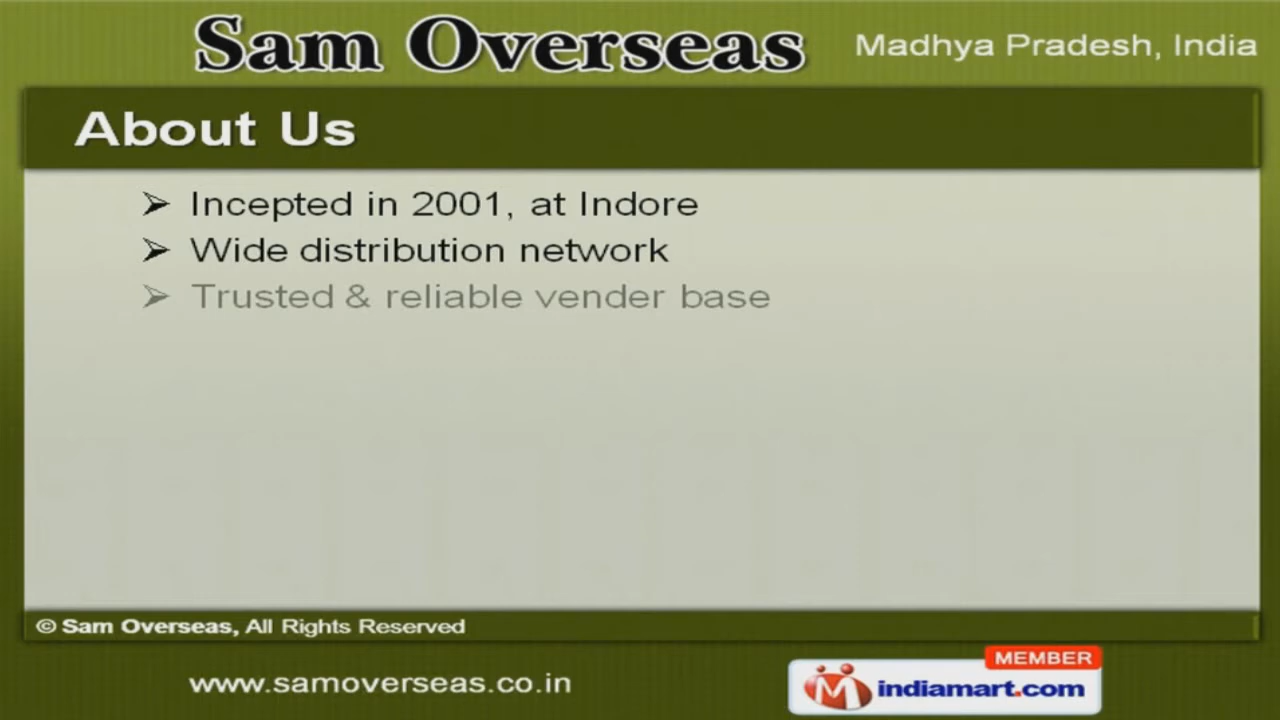 Sam Overseas
Madhya Pradesh, India
About Us
➢ Incepted in 2001, at Indore
➢ Wide distribution network
➢ Trusted & reliable vender base
© Sam Overseas, All Rights Reserved
www.samoverseas.co.in
MEMBER
indiamart.com